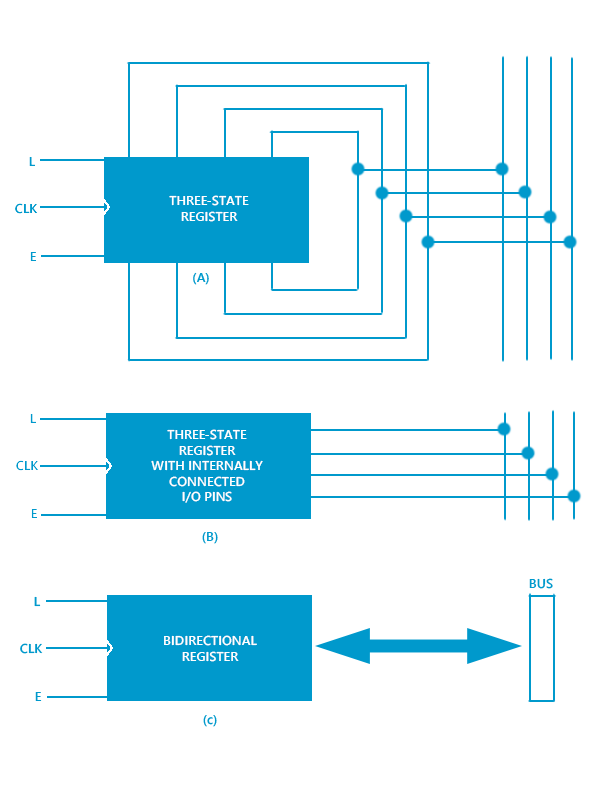 L
CLK
E
THREE-STATE
REGISTER
(A)
L
CLK
E
THREE-STATE
REGISTER
WITH INTERNALLY
CONNECTED
I/O PINS
(B)
BUS
L
CLK
E
BIDIRECTIONAL
REGISTER
(c)